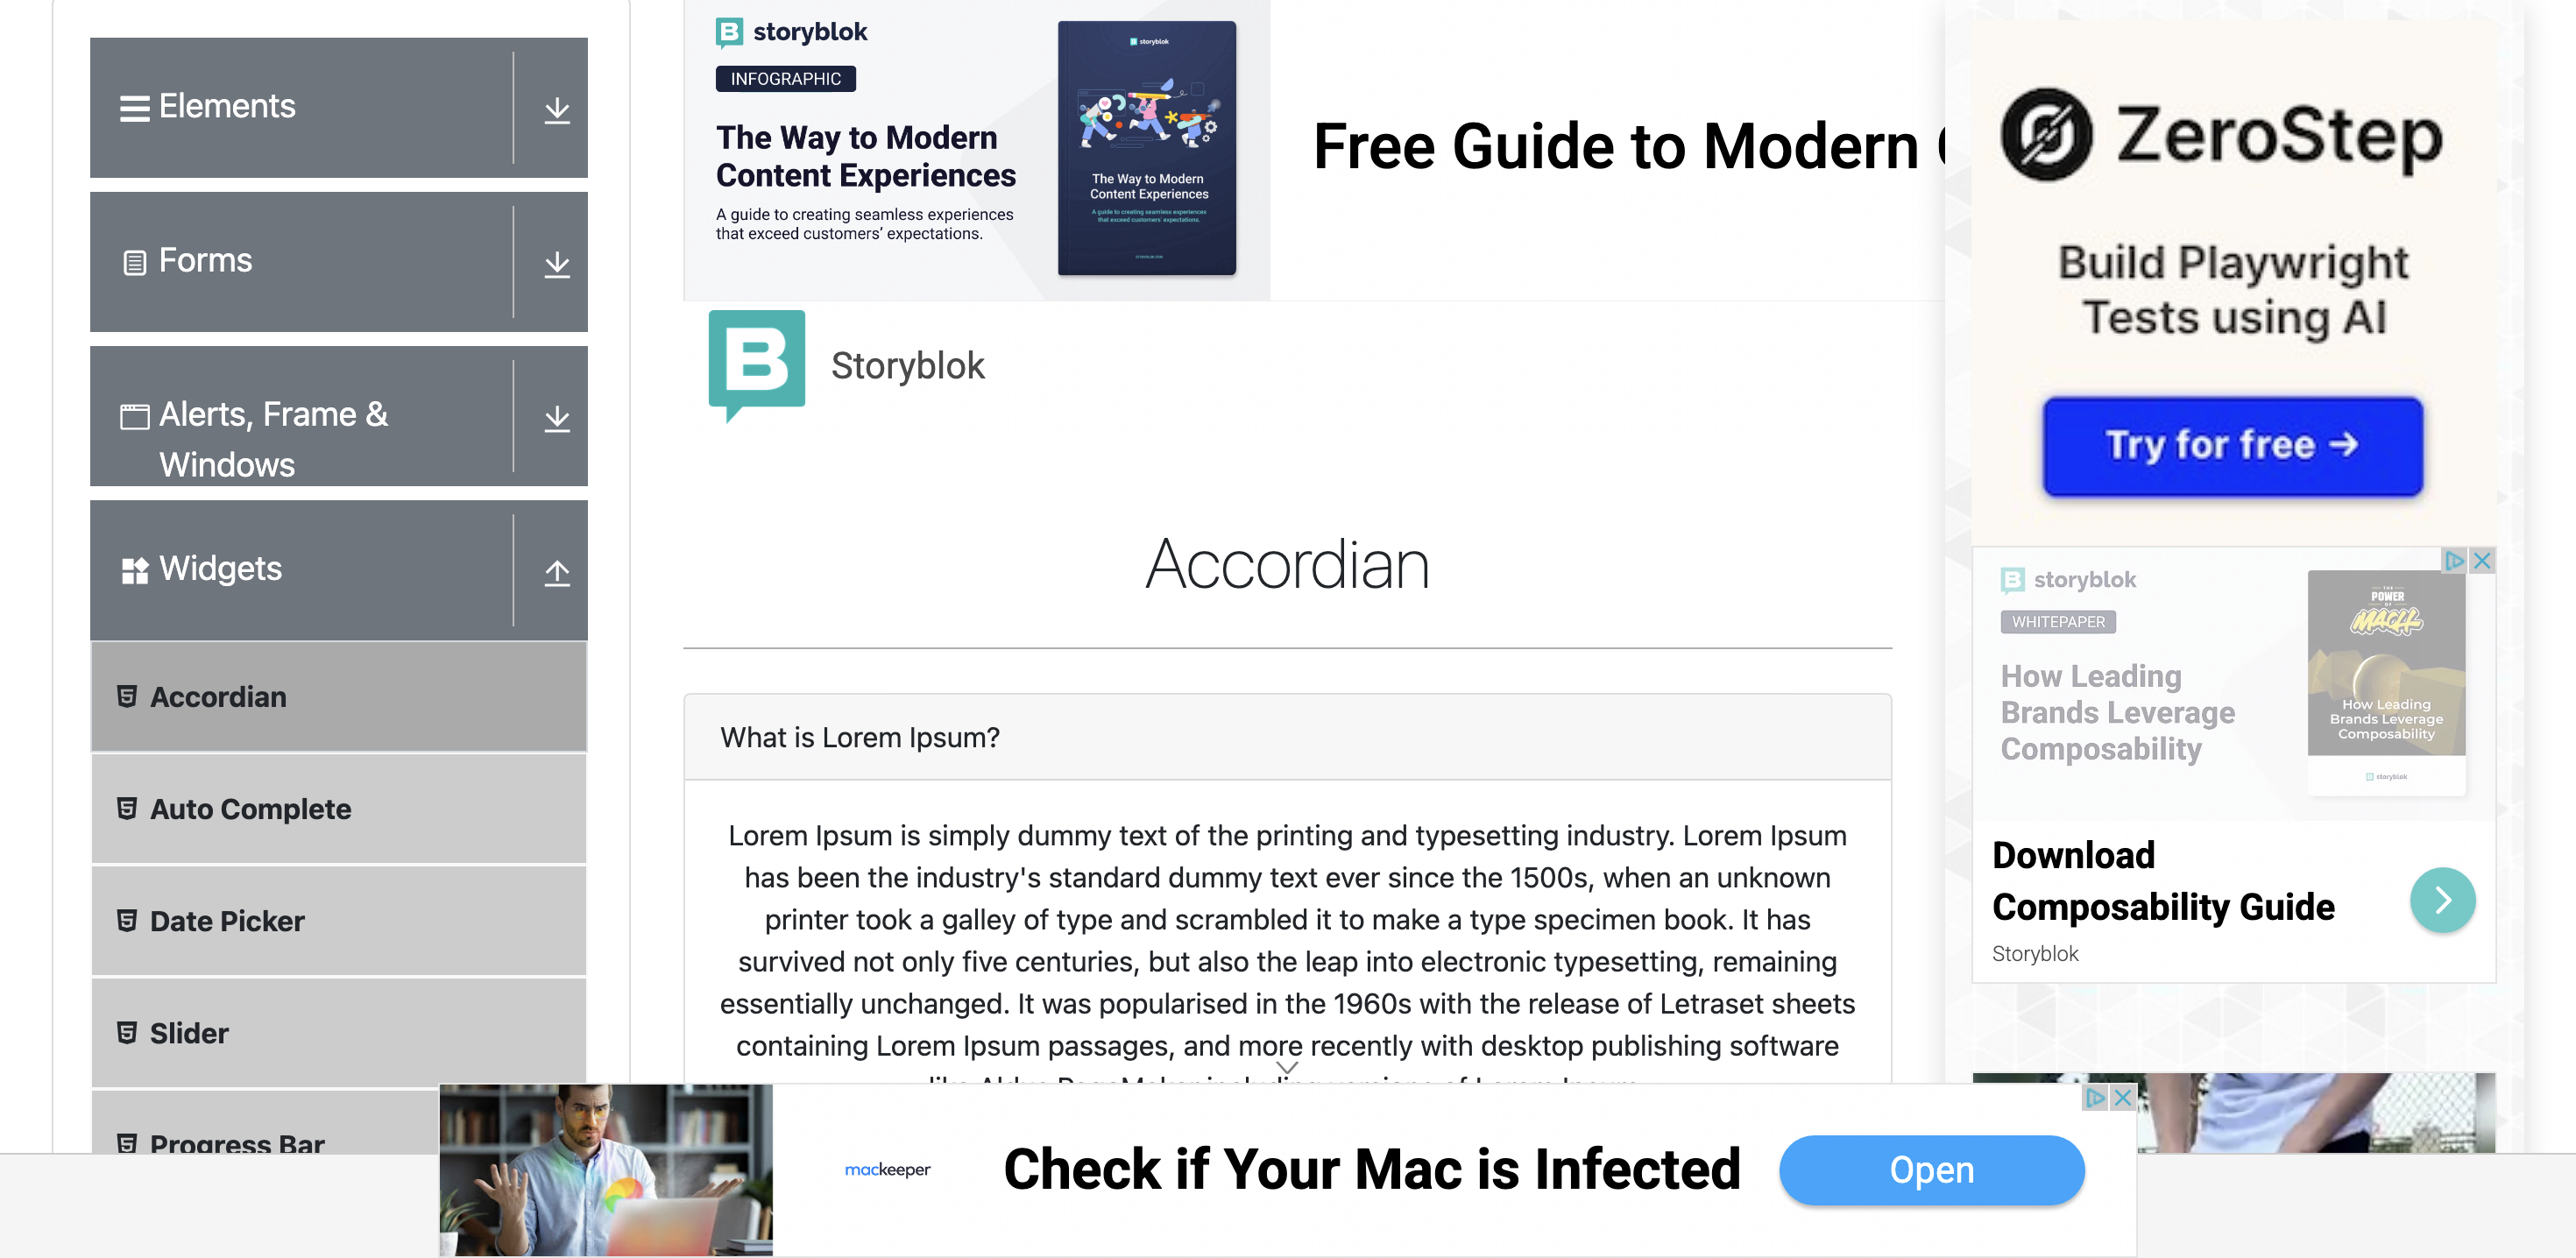 Elements
Forms
Alerts, Frame &
Windows
Widgets
Accordian
Auto Complete
Date Picker
Slider
Progress Bar
storyblok
INFOGRAPHIC
The Way to Modern
Content Experiences
A guide to creating seamless experiences
that exceed customers’ expectations.
storyblok
The Way to Modern
Content Experiences
A guide to creating seamless experiences
that exceed customers' expectations.
Free Guide to Modern
B Storyblok
Accordian
What is Lorem Ipsum?
Lorem Ipsum is simply dummy text of the printing and typesetting industry. Lorem Ipsum
has been the industry's standard dummy text ever since the 1500s, when an unknown
printer took a galley of type and scrambled it to make a type specimen book. It has
survived not only five centuries, but also the leap into electronic typesetting, remaining
essentially unchanged. It was popularised in the 1960s with the release of Letraset sheets
containing Lorem Ipsum passages, and more recently with desktop publishing software
like Aldus PageMaker including versions of Lorem Ipsum.
ZeroStep
Build Playwright
Tests using AI
Try for free →
storyblok
WHITEPAPER
How Leading
Brands Leverage
Composability
THE
POWER
OF
MACH
How Leading
Brands Leverage
Composability
storyblok
Download
Composability Guide
Storyblok
mackeeper
Check if Your Mac is Infected
Open